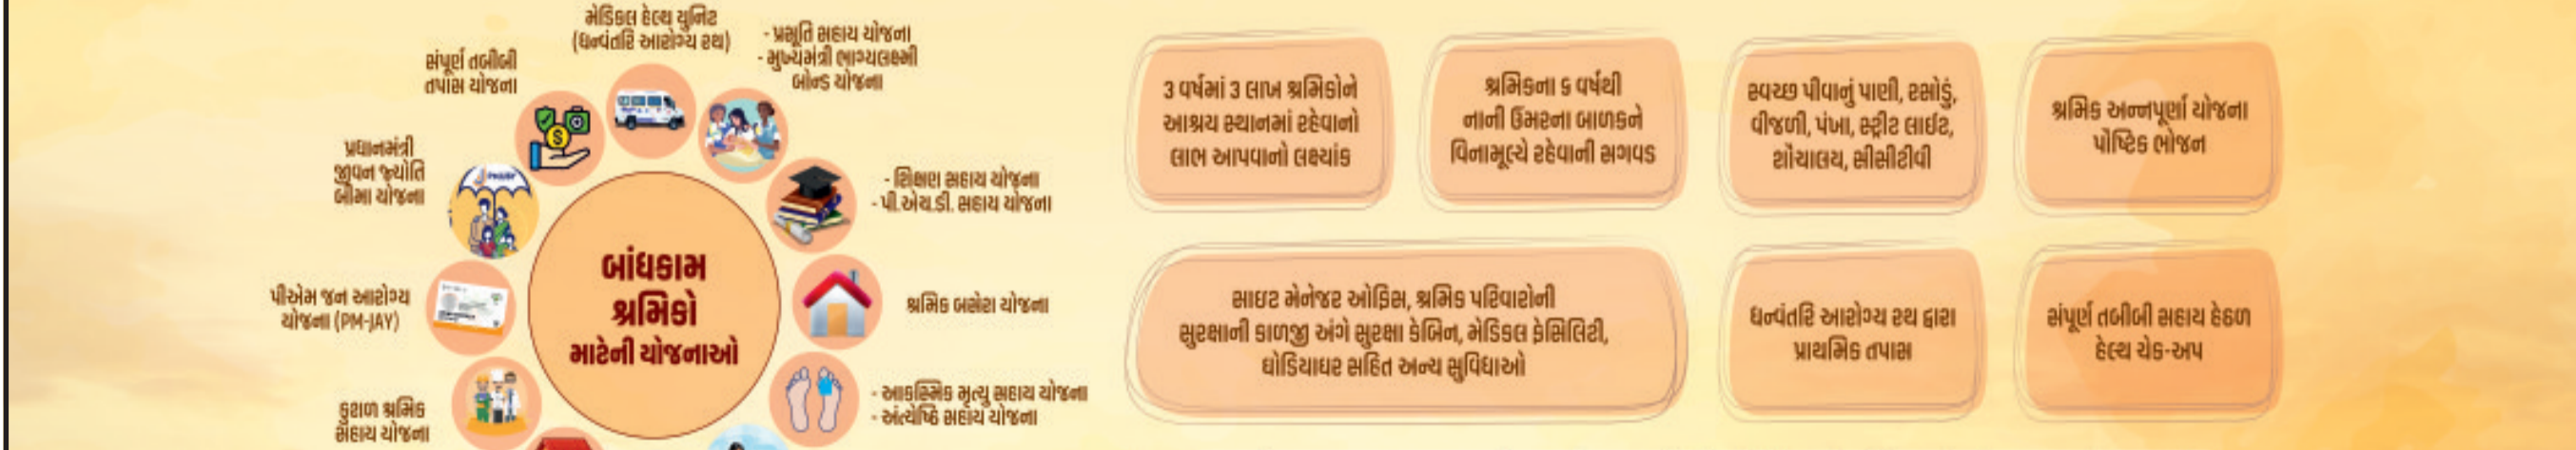 મેડિકલ હેલ્થ યુનિટ
(ધન્વંતરિ આરોગ્ય રથ)
- પ્રસૂતિ સહાય યોજના
- મુખ્યમંત્રી ભાગ્યલક્ષ્મી
બોન્ડ યોજના
સંપૂર્ણ તબીબી
તપાસ યોજના
- શિક્ષણ સહાય યોજના
- પી.એચ.ડી. સહાય યોજના
પ્રધાનમંત્રી
જીવન જ્યોતિ
બીમા યોજના
શ્રમિક બસેરા યોજના
પીએમ જન આરોગ્ય
યોજના (PM-JAY)
- આકસ્મિક મૃત્યુ સહાય યોજના
- અંત્યેષ્ઠિ સહાય યોજના
કુશળ શ્રમિક
સહાય યોજના
બાંધકામ
શ્રમિકો
માટેની યોજનાઓ
3 વર્ષમાં 3 લાખ શ્રમિકોને
આશ્રય સ્થાનમાં રહેવાનો
લાભ આપવાનો લક્ષ્યાંક
શ્રમિકના ૬ વર્ષથી
નાની ઉંમરના બાળકને
વિનામૂલ્યે રહેવાની સગવડ
સ્વચ્છ પીવાનું પાણી, રસોડું,
વીજળી, પંખા, સ્ટ્રીટ લાઈટ,
શૌચાલય, સીસીટીવી
શ્રમિક અન્નપૂર્ણા યોજના
પૌષ્ટિક ભોજન
સાઇટ મેનેજર ઓફિસ, શ્રમિક પરિવારોની
સુરક્ષાની કાળજી અંગે સુરક્ષા કેબિન, મેડિકલ ફેસિલિટી,
ઘોડિયાઘર સહિત અન્ય સુવિધાઓ
ધન્વંતરિ આરોગ્ય રથ દ્વારા
પ્રાથમિક તપાસ
સંપૂર્ણ તબીબી સહાય હેઠળ
હેલ્થ ચેક-અપ